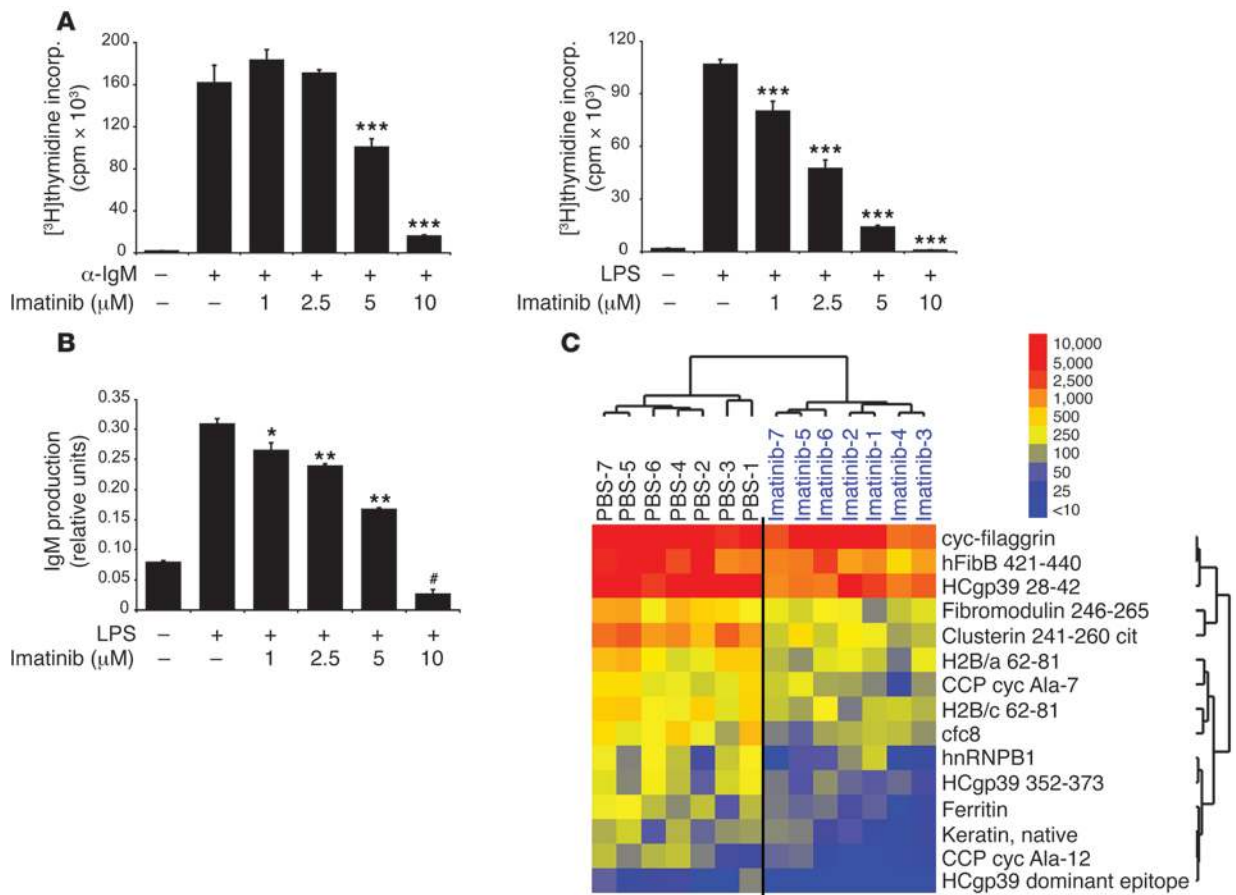 A
[³H]thymidine incorp.
(cpm × 10³)
200
160
120
80
40
0
α-IgM – + + + + +
Imatinib (μM) – – 1 2.5 5 10
***
***
[³H]thymidine incorp.
(cpm × 10³)
120
90
60
30
0
LPS – + + + + +
Imatinib (μM) – – 1 2.5 5 10
***
***
***
***
B
IgM production
(relative units)
0.35
0.30
0.25
0.20
0.15
0.10
0.05
0
LPS – + + + + +
Imatinib (μM) – – 1 2.5 5 10
*
**
**
#
C
10,000
5,000
2,500
1,000
500
250
100
50
25
<10
PBS-7
PBS-5
PBS-6
PBS-4
PBS-2
PBS-3
PBS-1
Imatinib-7
Imatinib-5
Imatinib-6
Imatinib-2
Imatinib-1
Imatinib-4
Imatinib-3
cyc-filaggrin
hFibB 421-440
HCgp39 28-42
Fibromodulin 246-265
Clusterin 241-260 cit
H2B/a 62-81
CCP cyc Ala-7
H2B/c 62-81
cfc8
hnRNPB1
HCgp39 352-373
Ferritin
Keratin, native
CCP cyc Ala-12
HCgp39 dominant epitope